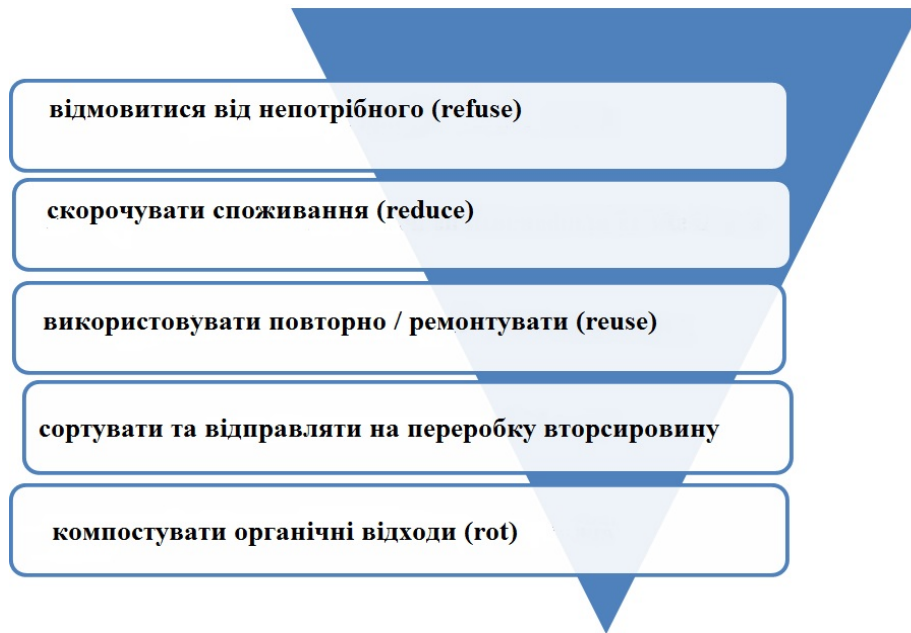 відмовитися від непотрібного (refuse)
скорочувати споживання (reduce)
використовувати повторно / ремонтувати (reuse)
сортувати та відправляти на переробку вторсировину
компостувати органічні відходи (rot)